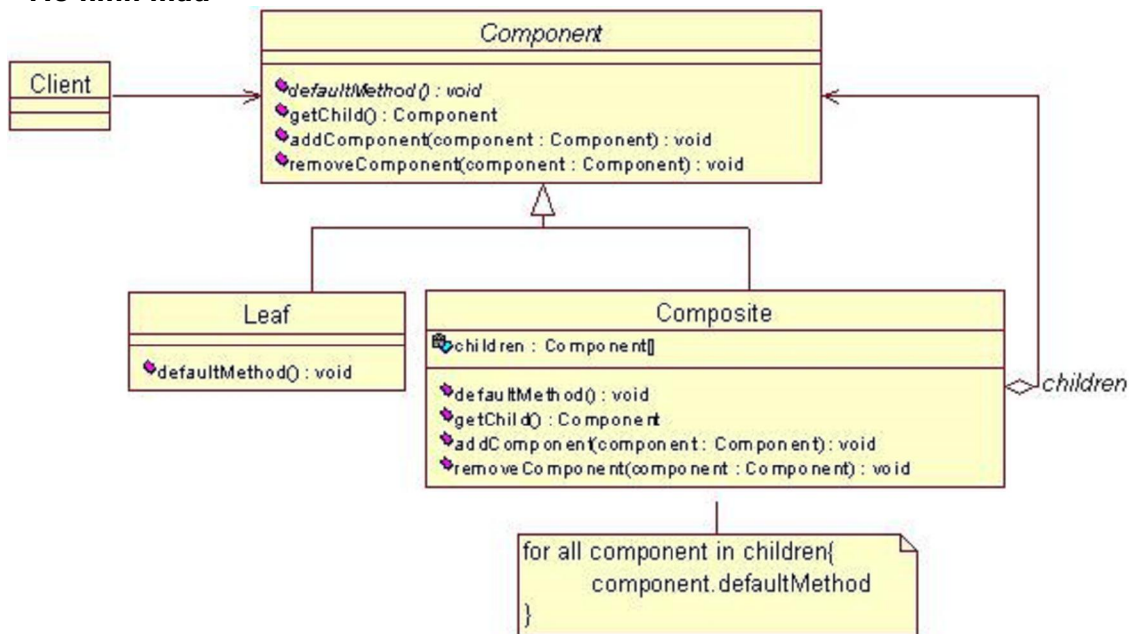 Component
Client
defaultMethod() : void
getChild() : Component
addComponent(component : Component) : void
removeComponent(component : Component) : void
Leaf
defaultMethod() : void
Composite
children : Component[]
defaultMethod() : void
getChild() : Component
addComponent(component : Component) : void
removeComponent(component : Component) : void
children
for all component in children{
component.defaultMethod
}